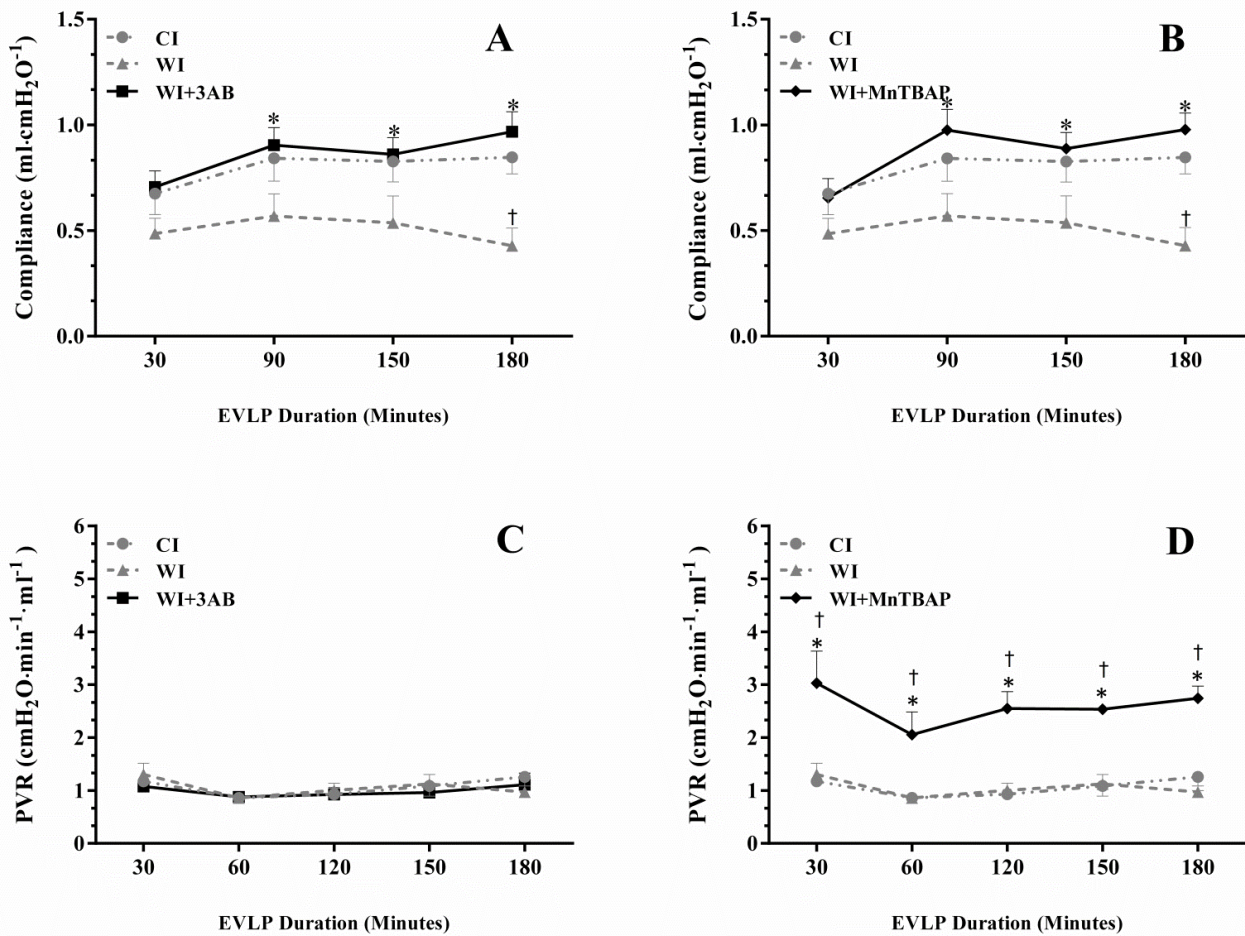 A
CI
WI
WI+3AB
Compliance (ml·cmH₂O⁻¹)
1.5
1.0
0.5
0.0
* * *
†
30 90 150 180
EVLP Duration (Minutes)
B
CI
WI
WI+MnTBAP
Compliance (ml·cmH₂O⁻¹)
1.5
1.0
0.5
0.0
* * *
†
30 90 150 180
EVLP Duration (Minutes)
C
CI
WI
WI+3AB
PVR (cmH₂O·min⁻¹·ml⁻¹)
6
5
4
3
2
1
0
30 60 120 150 180
EVLP Duration (Minutes)
D
CI
WI
WI+MnTBAP
PVR (cmH₂O·min⁻¹·ml⁻¹)
6
5
4
3
2
1
0
† † † † †
* * * * *
30 60 120 150 180
EVLP Duration (Minutes)